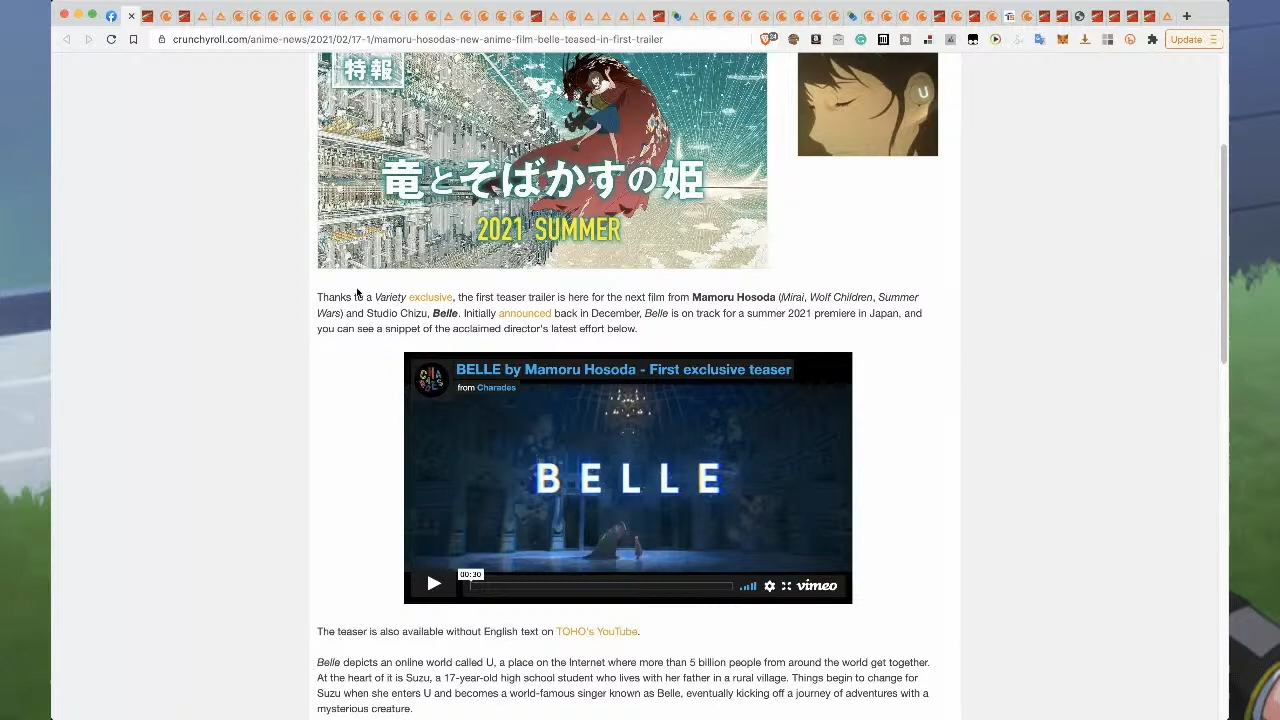 Update
crunchyroll.com/anime-news/2021/02/17-1/mamoru-hosodas-new-anime-film-belle-teased-in-first-trailer
24
特報
U
竜とそばかすの姫
2021 SUMMER
Thanks to a Variety exclusive, the first teaser trailer is here for the next film from Mamoru Hosoda (Mirai, Wolf Children, Summer
Wars) and Studio Chizu, Belle. Initially announced back in December, Belle is on track for a summer 2021 premiere in Japan, and
you can see a snippet of the acclaimed director's latest effort below.
CHARADES
BELLE by Mamoru Hosoda - First exclusive teaser
from Charades
BELLE
00:30
vimeo
The teaser is also available without English text on TOHO's YouTube.
Belle depicts an online world called U, a place on the Internet where more than 5 billion people from around the world get together.
At the heart of it is Suzu, a 17-year-old high school student who lives with her father in a rural village. Things begin to change for
Suzu when she enters U and becomes a world-famous singer known as Belle, eventually kicking off a journey of adventures with a
mysterious creature.